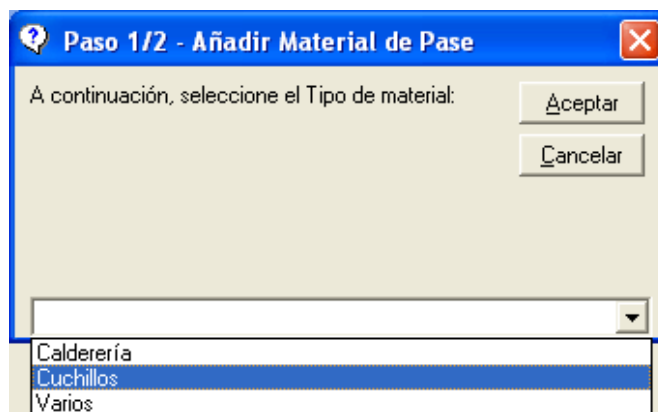 Paso 1/2 - Añadir Material de Pase
A continuación, seleccione el Tipo de material:
Aceptar
Cancelar
Calderería
Cuchillos
Varios